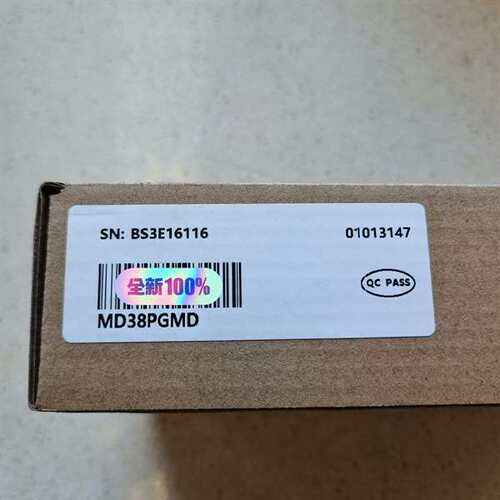 SN: BS3E16116 01013147
全新100%
QC PASS
MD38PGMD